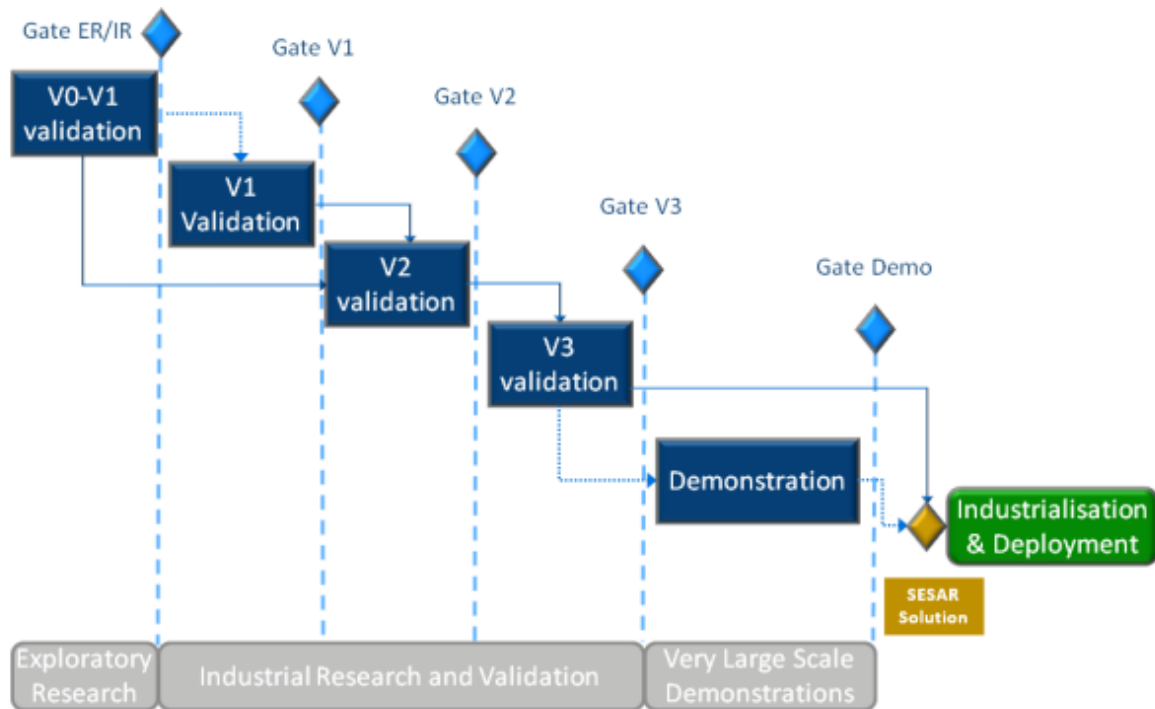 Gate ER/IR
Gate V1
Gate V2
Gate V3
Gate Demo
V0-V1
validation
V1
Validation
V2
validation
V3
validation
Demonstration
Industrialisation
& Deployment
SESAR
Solution
Exploratory
Research
Industrial Research and Validation
Very Large Scale
Demonstrations